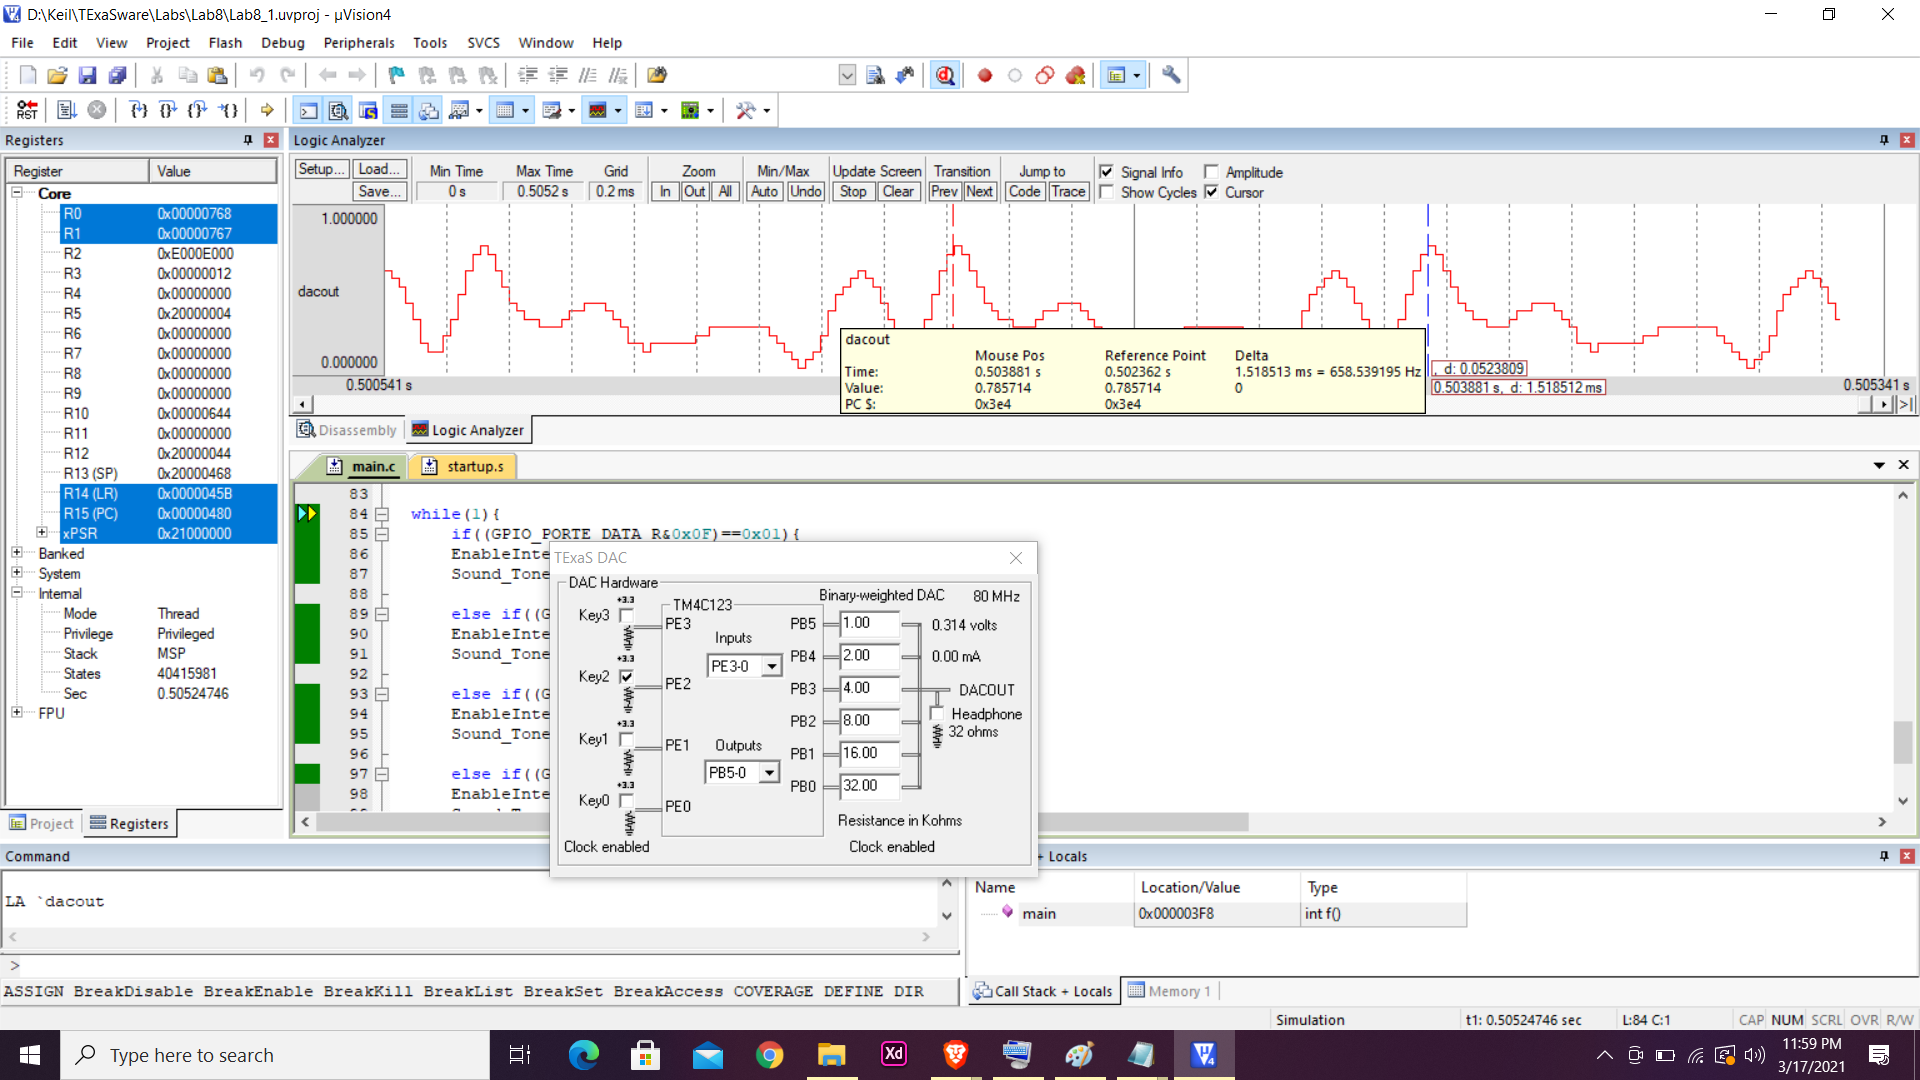 D:\Keil\TExaSware\Labs\Lab8\Lab8_1.uvproj - µVision4
File Edit View Project Flash Debug Peripherals Tools SVCS Window Help
Registers
Logic Analyzer
Register Value
Core
R0 0x00000768
R1 0x00000767
R2 0xE000E000
R3 0x00000012
R4 0x00000000
R5 0x20000004
R6 0x00000000
R7 0x00000000
R8 0x00000000
R9 0x00000000
R10 0x00000644
R11 0x00000000
R12 0x20000044
R13 (SP) 0x20000468
R14 (LR) 0x0000045B
R15 (PC) 0x00000480
xPSR 0x21000000
Banked
System
Internal
Mode Thread
Privilege Privileged
Stack MSP
States 40415981
Sec 0.50524746
FPU
Project Registers
Setup... Load... Min Time Max Time Grid Zoom Min/Max Update Screen Transition Jump to Signal Info Amplitude
Save... 0 s 0.5052 s 0.2 ms In Out All Auto Undo Stop Clear Prev Next Code Trace Show Cycles Cursor
1.000000
dacout
0.000000
0.500541 s
0.505341 s
dacout
Mouse Pos Reference Point Delta
Time: 0.503881 s 0.502362 s 1.518513 ms = 658.539195 Hz
Value: 0.785714 0.785714 0
PC $: 0x3e4 0x3e4
, d: 0.0523809
0.503881 s, d: 1.518512 ms
Disassembly Logic Analyzer
main.c startup.s
83
84 while(1){
85 if((GPIO_PORTE_DATA_R&0x0F)==0x01){
86 EnableInte
87 Sound_Tone
88
89 else if((G
90 EnableInte
91 Sound_Tone
92
93 else if((G
94 EnableInte
95 Sound_Tone
96
97 else if((G
98 EnableInte
TExaS DAC
DAC Hardware
Binary-weighted DAC 80 MHz
TM4C123
+3.3
Key3 PE3
Inputs
PE3-0
+3.3
Key2 PE2
+3.3
Key1 PE1
Outputs
PB5-0
+3.3
Key0 PE0
PB5 1.00 0.314 volts
PB4 2.00 0.00 mA
PB3 4.00 DACOUT
PB2 8.00 Headphone
32 ohms
PB1 16.00
PB0 32.00
Resistance in Kohms
Clock enabled Clock enabled
Command
LA `dacout
>
ASSIGN BreakDisable BreakEnable BreakKill BreakList BreakSet BreakAccess COVERAGE DEFINE DIR
+ Locals
Name Location/Value Type
main 0x000003F8 int f()
Call Stack + Locals Memory 1
Simulation t1: 0.50524746 sec L:84 C:1 CAP NUM SCRL OVR R/W
Type here to search
Xd
11:59 PM
3/17/2021